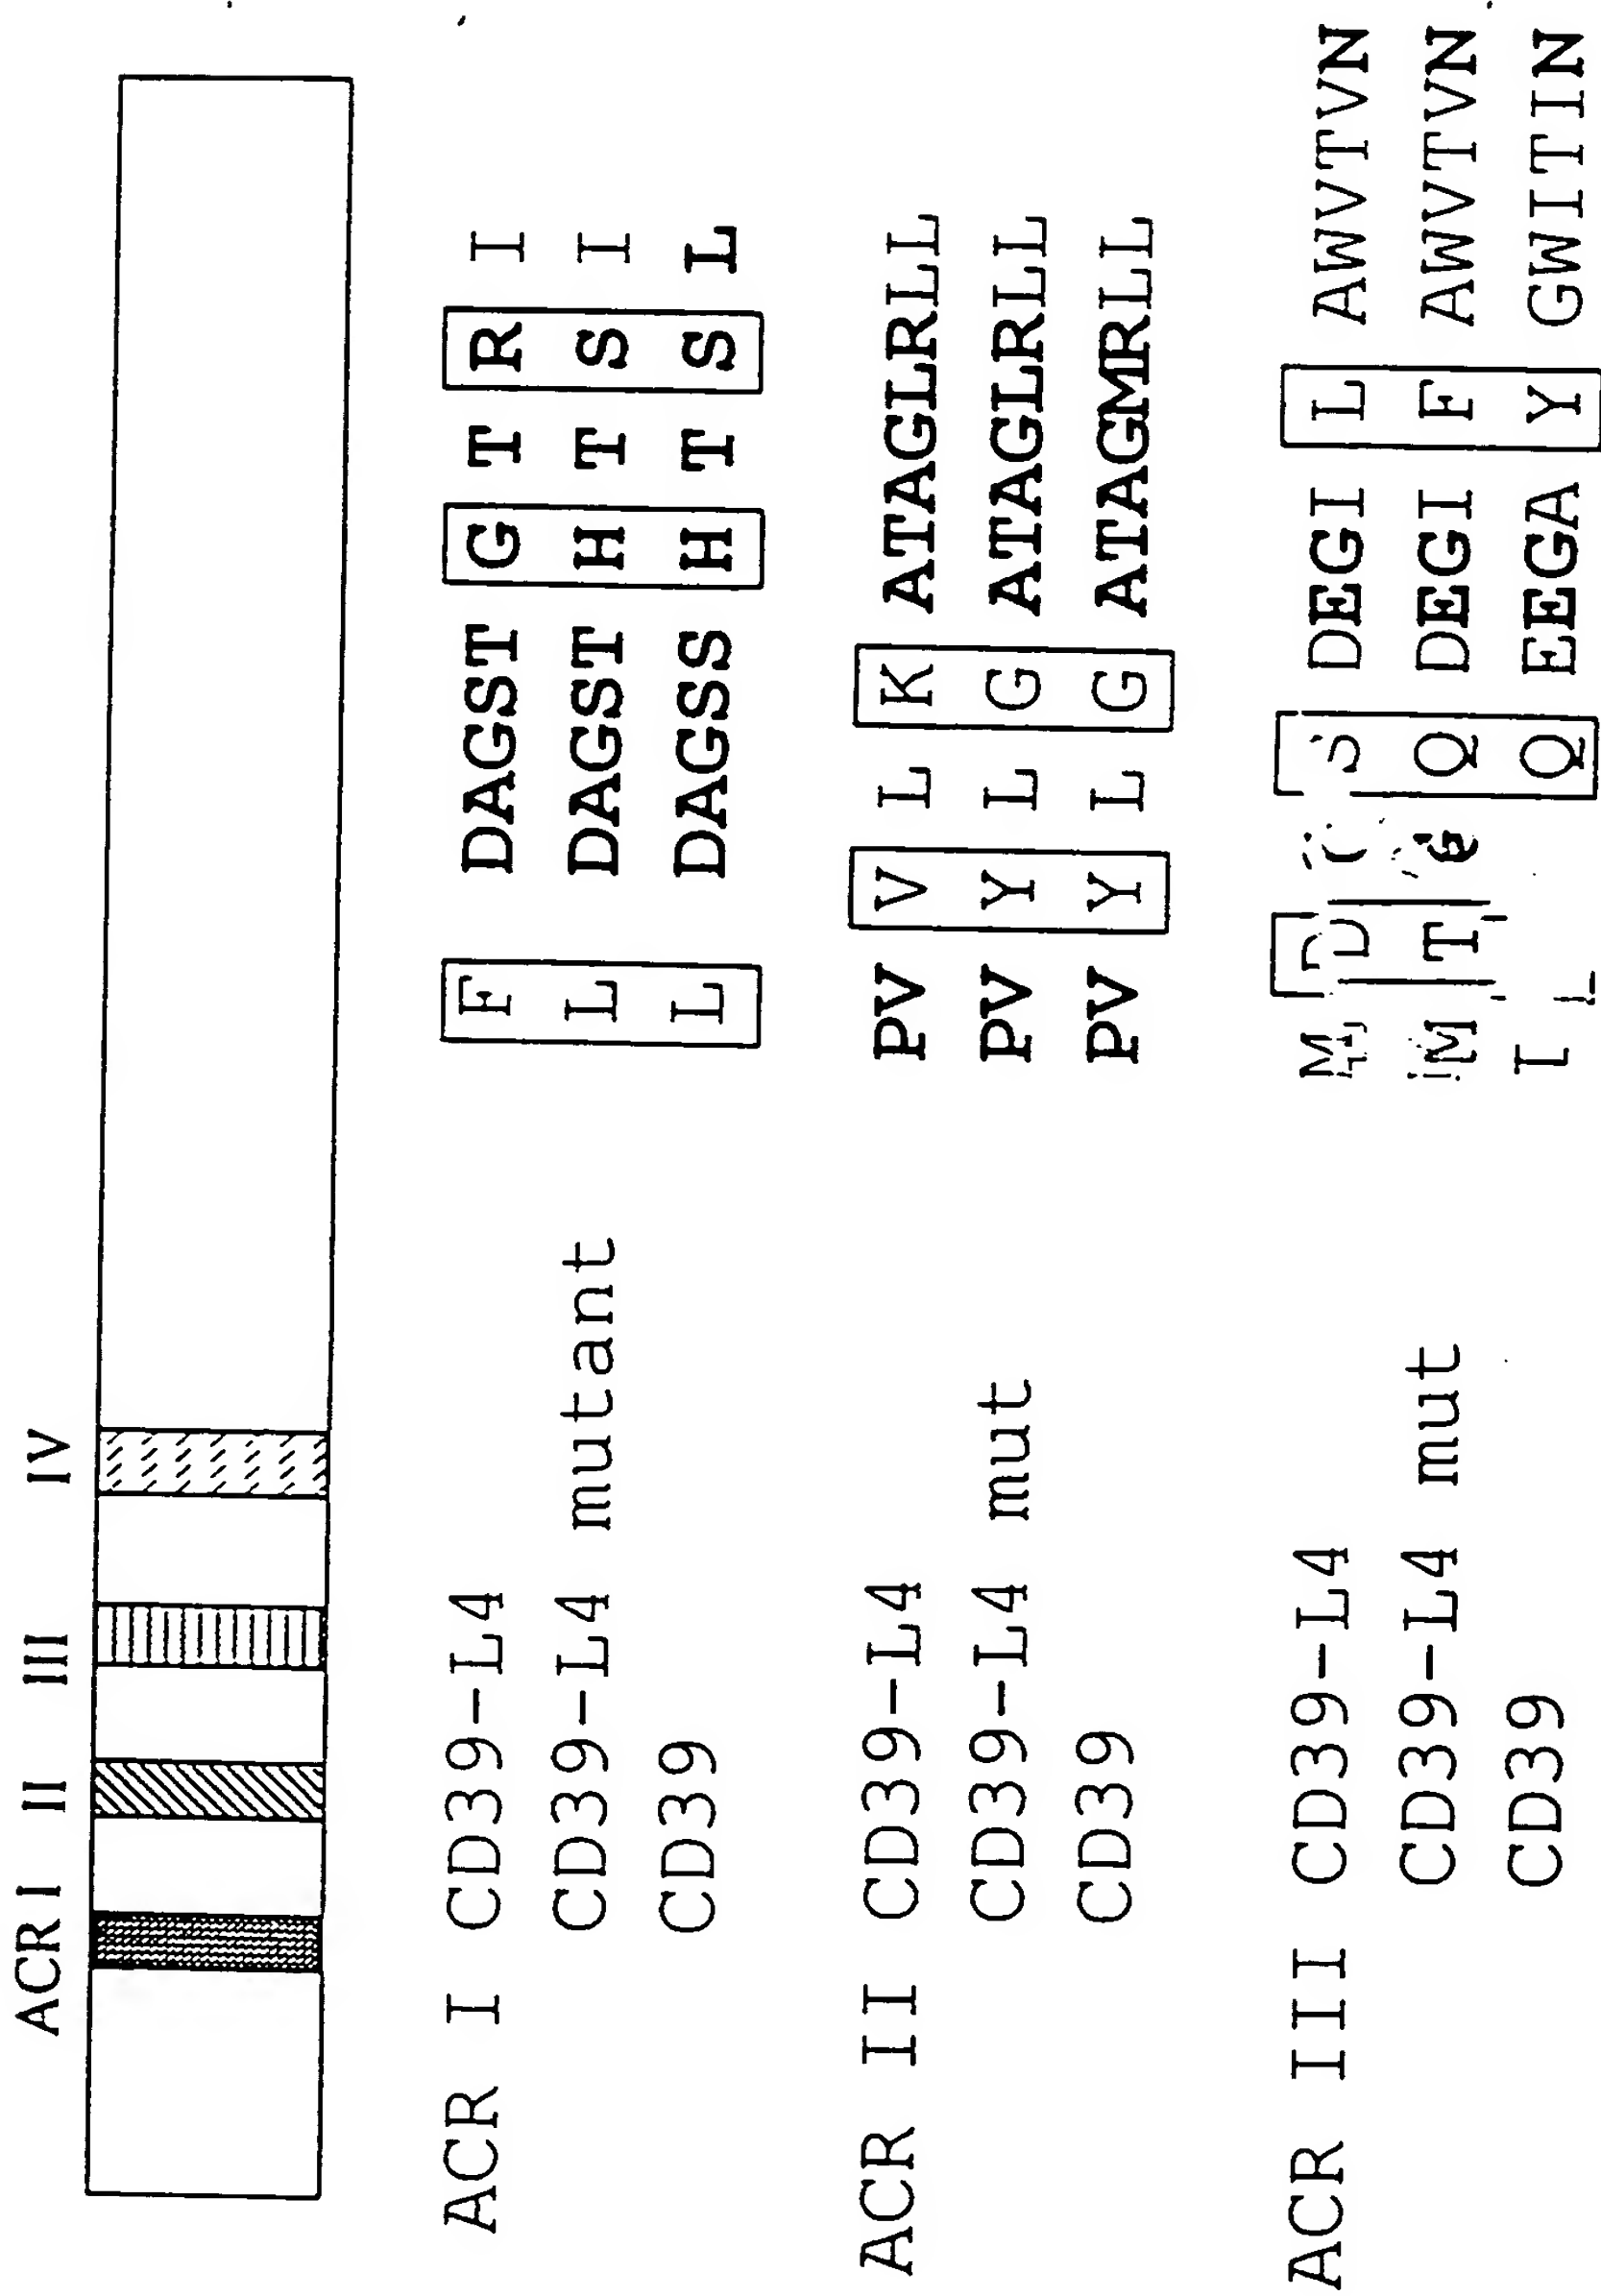 ACR I II III IV
ACR I CD39-L4 F DAGST G T R I
CD39-L4 mutant L DAGST H T S I
CD39 L DAGSS H T S L
ACR II CD39-L4 PV V L K ATAGLRLL
CD39-L4 mut PV Y L G ATAGLRLL
CD39 PV Y L G ATAGMRLL
ACR III CD39-L4 M D S DEGI L AWVTVN
CD39-L4 mut M T Q DEGI F AWVTVN
CD39 Q EEGA Y GWITIN